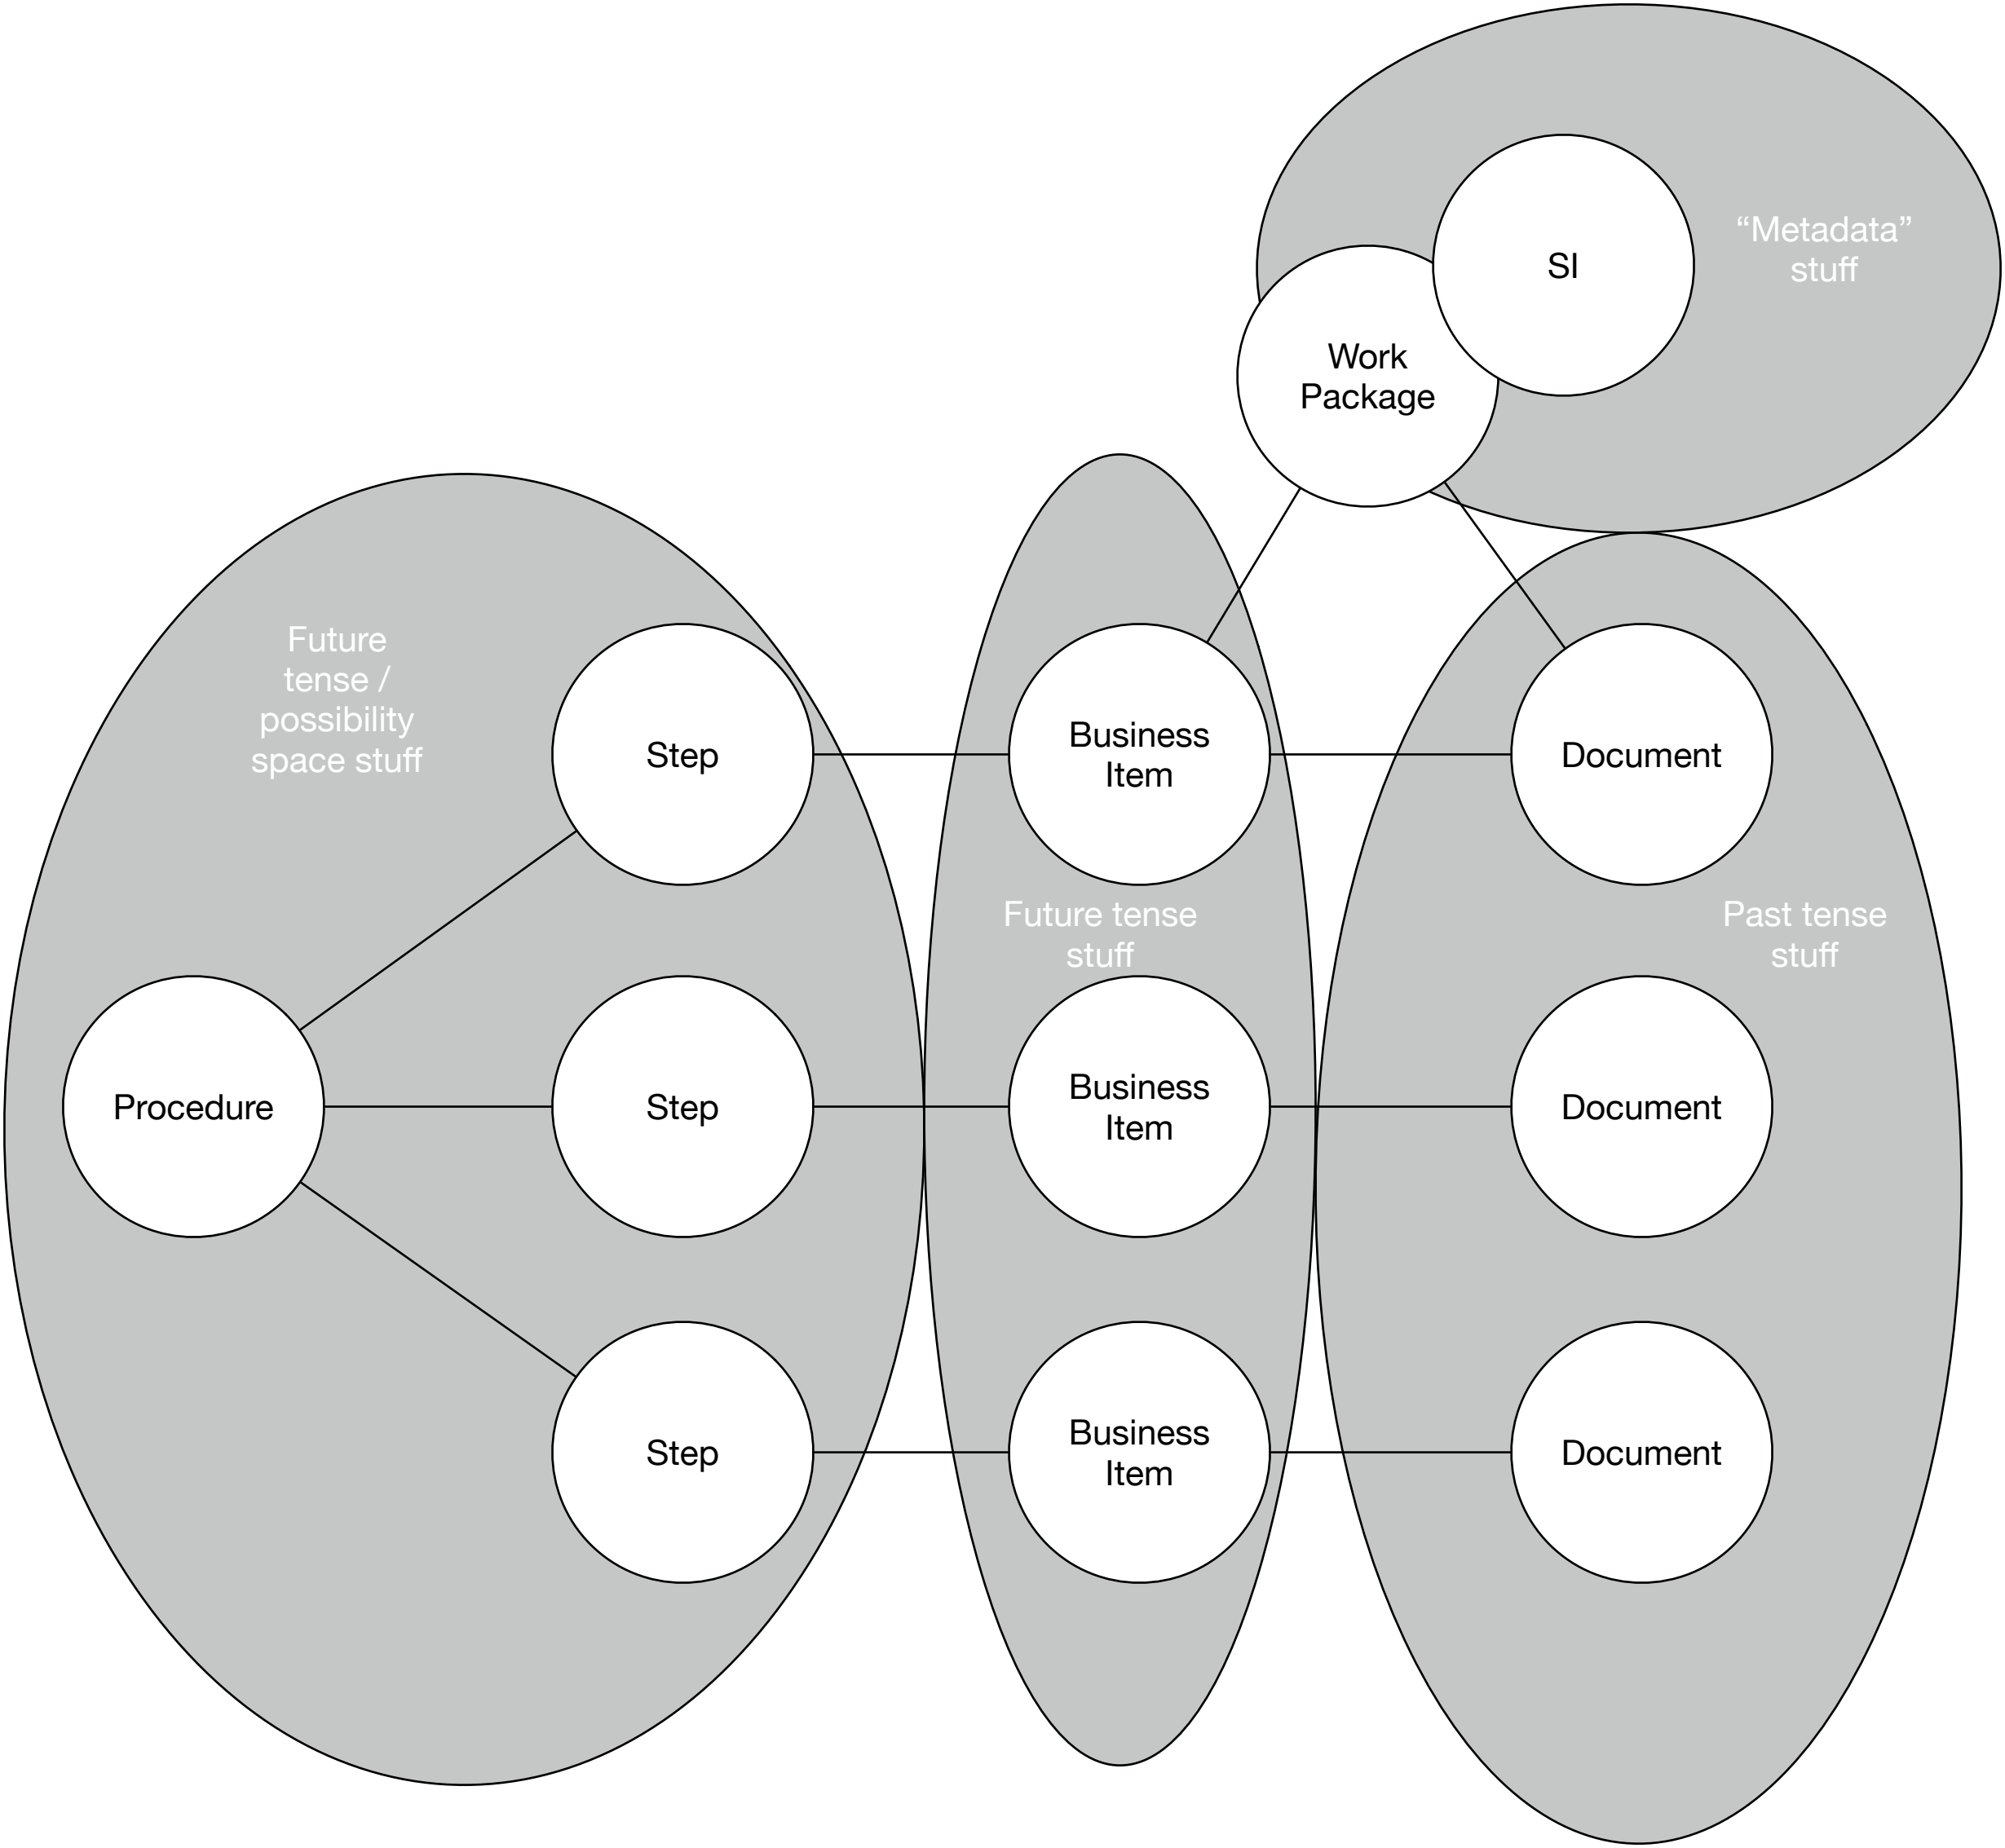 SI
“Metadata”
stuff
Work
Package
Future
tense /
possibility
space stuff
Step
Business
Item
Document
Future tense
stuff
Past tense
stuff
Procedure
Step
Business
Item
Document
Step
Business
Item
Document